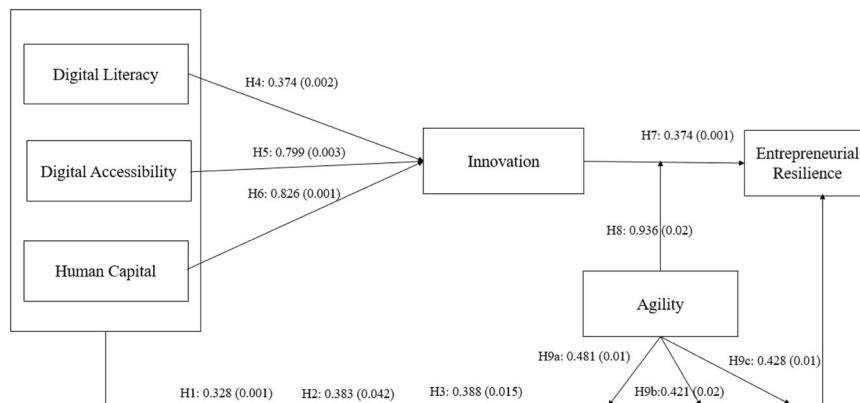 Digital Literacy
H4: 0.374 (0.002)
H7: 0.374 (0.001)
H5: 0.799 (0.003)
Digital Accessibility
Innovation
Entrepreneurial
Resilience
H6: 0.826 (0.001)
H8: 0.936 (0.02)
Human Capital
Agility
H9a: 0.481 (0.01)
H9c: 0.428 (0.01)
H1: 0.328 (0.001)
H2: 0.383 (0.042)
H3: 0.388 (0.015)
H9b:0.421 (0.02)